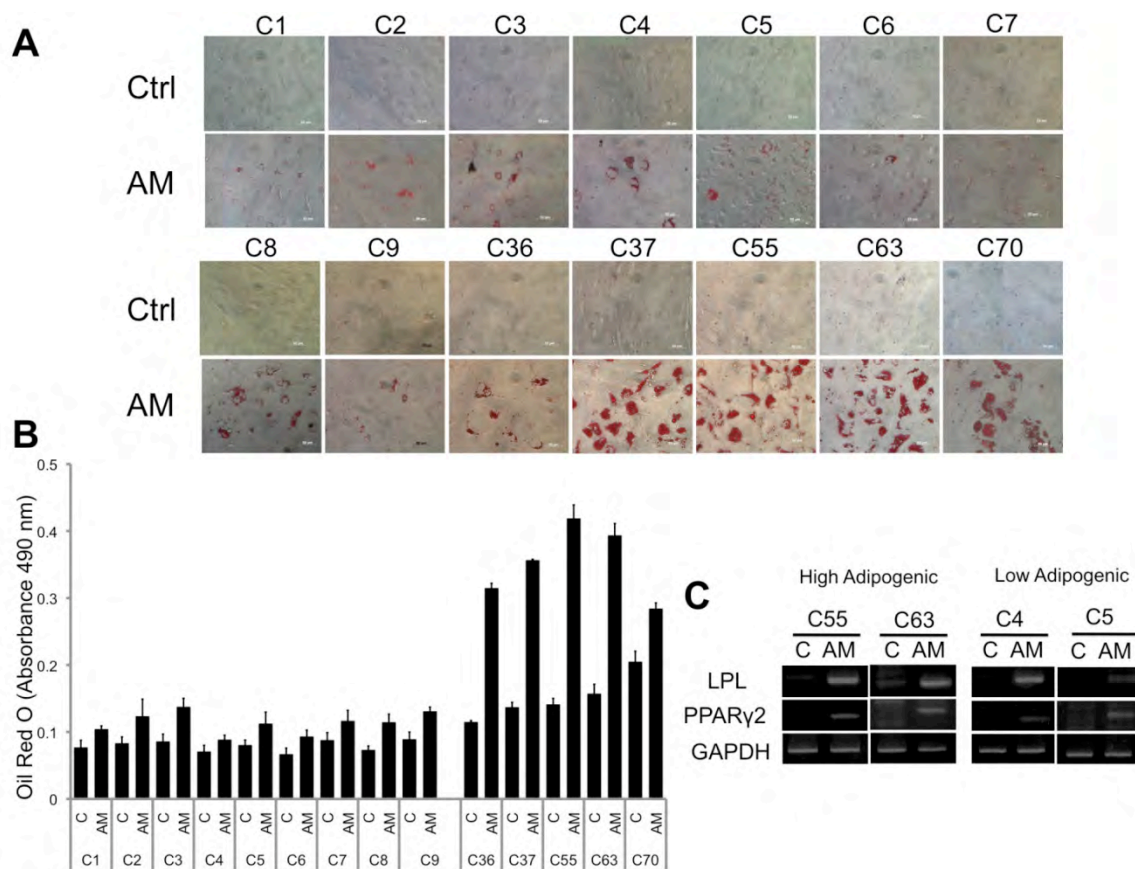 A
C1 C2 C3 C4 C5 C6 C7
Ctrl
AM
C8 C9 C36 C37 C55 C63 C70
Ctrl
AM
B
Oil Red O (Absorbance 490 nm)
0.5
0.4
0.3
0.2
0.1
0
C AM C AM C AM C AM C AM C AM C AM C AM C AM C AM C AM C AM C AM C AM
C1 C2 C3 C4 C5 C6 C7 C8 C9 C36 C37 C55 C63 C70
C
High Adipogenic Low Adipogenic
C55 C63 C4 C5
C AM C AM C AM C AM
LPL
PPARγ2
GAPDH